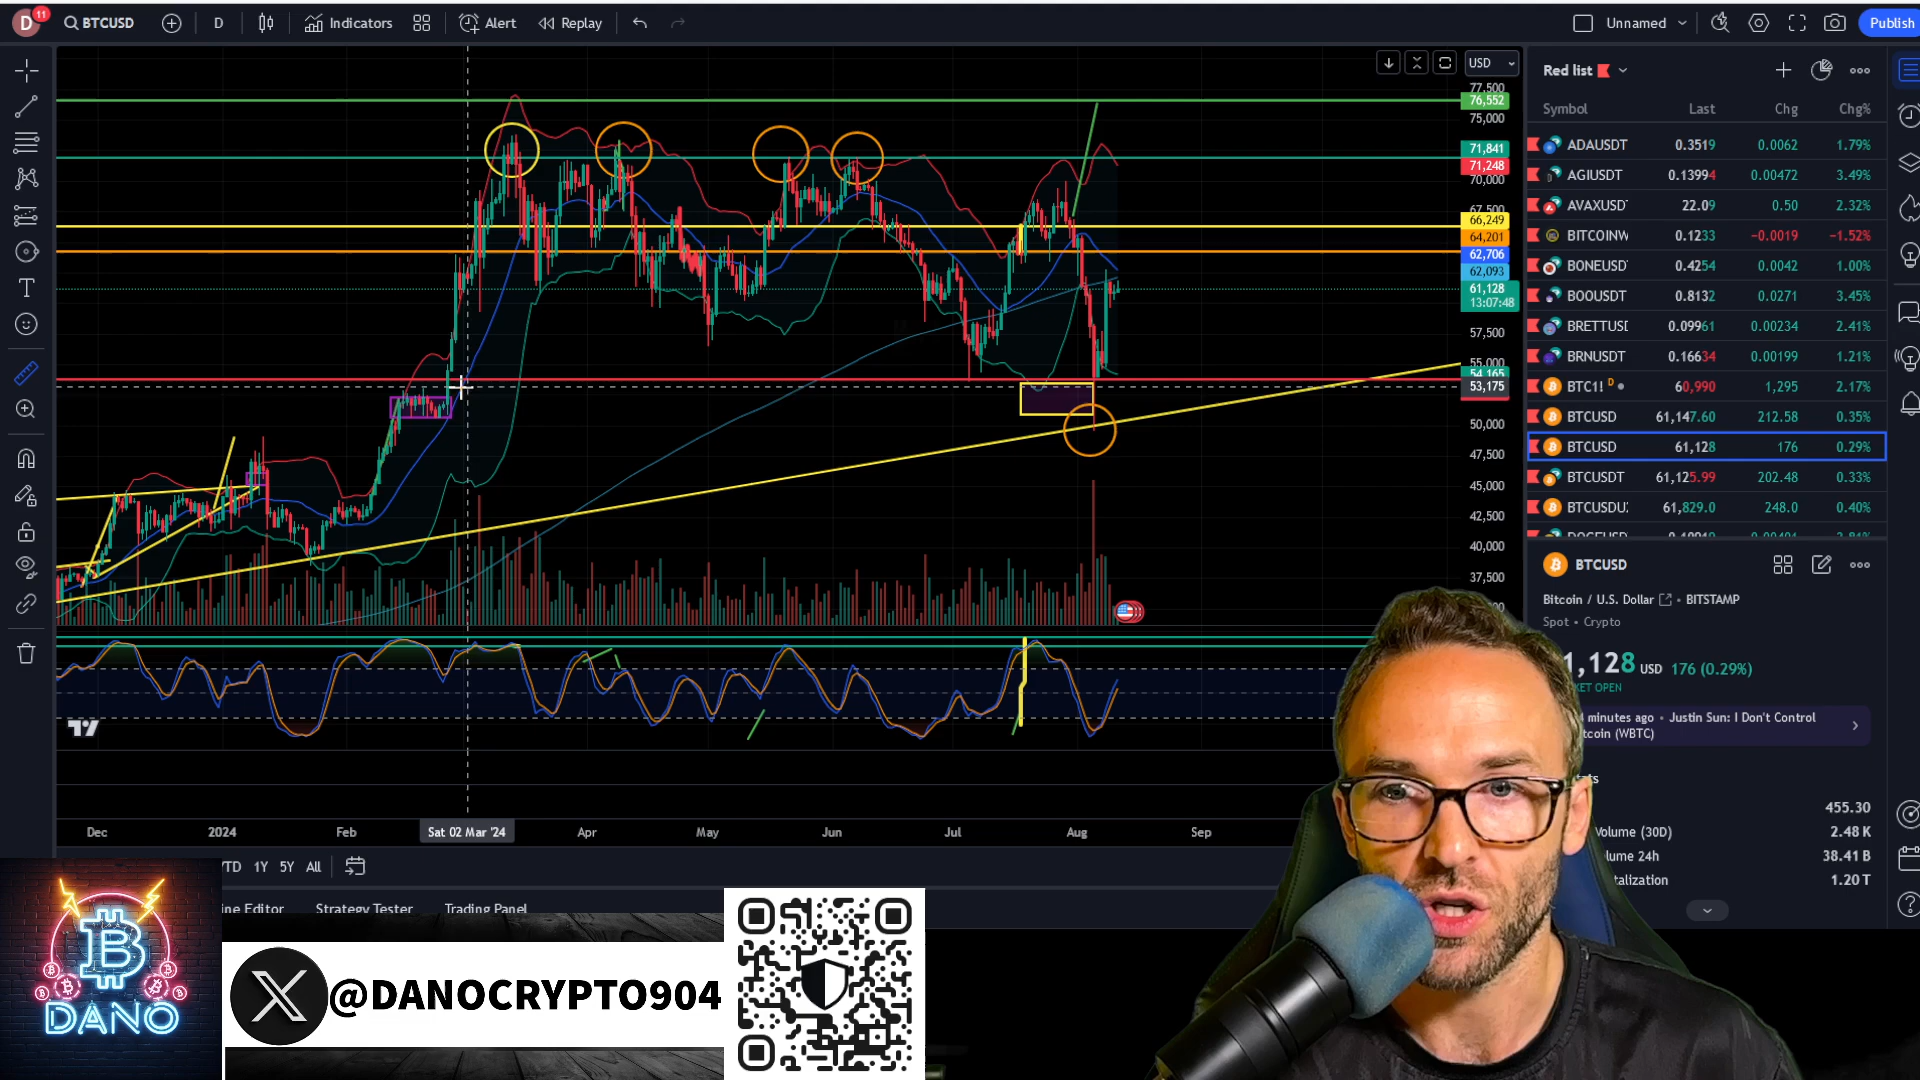 D 11 BTCUSD D Indicators Alert Replay Unnamed Publish
USD
77,500
76,552
75,000
71,841
71,248
70,000
67,500
66,249
64,201
62,706
62,093
61,128
13:07:48
57,500
55,000
54,165
53,175
50,000
47,500
45,000
42,500
40,000
37,500
Dec 2024 Feb Sat 02 Mar '24 Apr May Jun Jul Aug Sep
1Y 5Y All
Strategy Tester Trading Panel
Red list
Symbol Last Chg Chg%
ADAUSDT 0.3519 0.0062 1.79%
AGIUSDT 0.13994 0.00472 3.49%
AVAXUSDT 22.09 0.50 2.32%
BITCOINW 0.1233 −0.0019 −1.52%
BONEUSDT 0.4254 0.0042 1.00%
BOOUSDT 0.8132 0.0271 3.45%
BRETTUSI 0.09961 0.00234 2.41%
BRNUSDT 0.16634 0.00199 1.21%
BTC1! D 60,990 1,295 2.17%
BTCUSD 61,147.60 212.58 0.35%
BTCUSD 61,128 176 0.29%
BTCUSDT 61,125.99 202.48 0.33%
BTCUSDU 61,829.0 248.0 0.40%
BTCUSD
Bitcoin / U.S. Dollar • BITSTAMP
Spot • Crypto
1,128 USD 176 (0.29%)
KET OPEN
minutes ago • Justin Sun: I Don't Control
tcoin (WBTC)
455.30
Volume (30D) 2.48 K
lume 24h 38.41 B
talization 1.20 T
B
DANO
X @DANOCRYPTO904